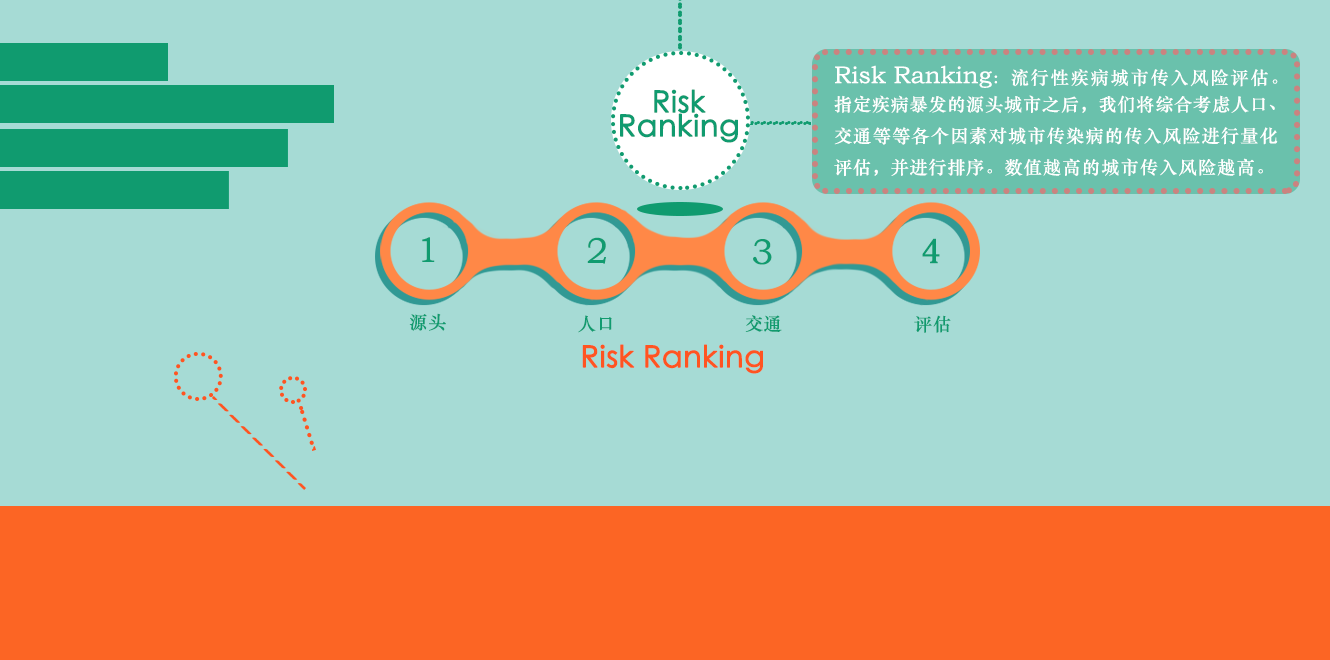 Risk
Ranking
Risk Ranking: 流行性疾病城市传入风险评估。
指定疾病暴发的源头城市之后，我们将综合考虑人口、
交通等等各个因素对城市传染病的传入风险进行量化
评估，并进行排序。数值越高的城市传入风险越高。
1 2 3 4
源头 人口 交通 评估
Risk Ranking